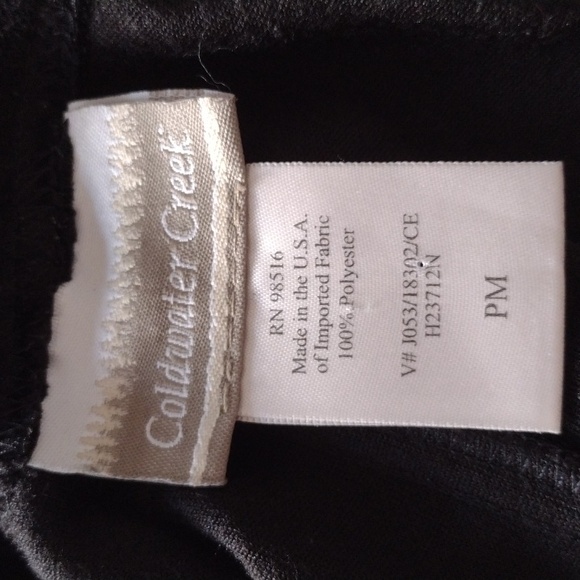 Coldwater Creek
RN 98516
Made in the U.S.A.
of Imported Fabric
100% Polyester
V# J053/18302/CE
H23712N
PM